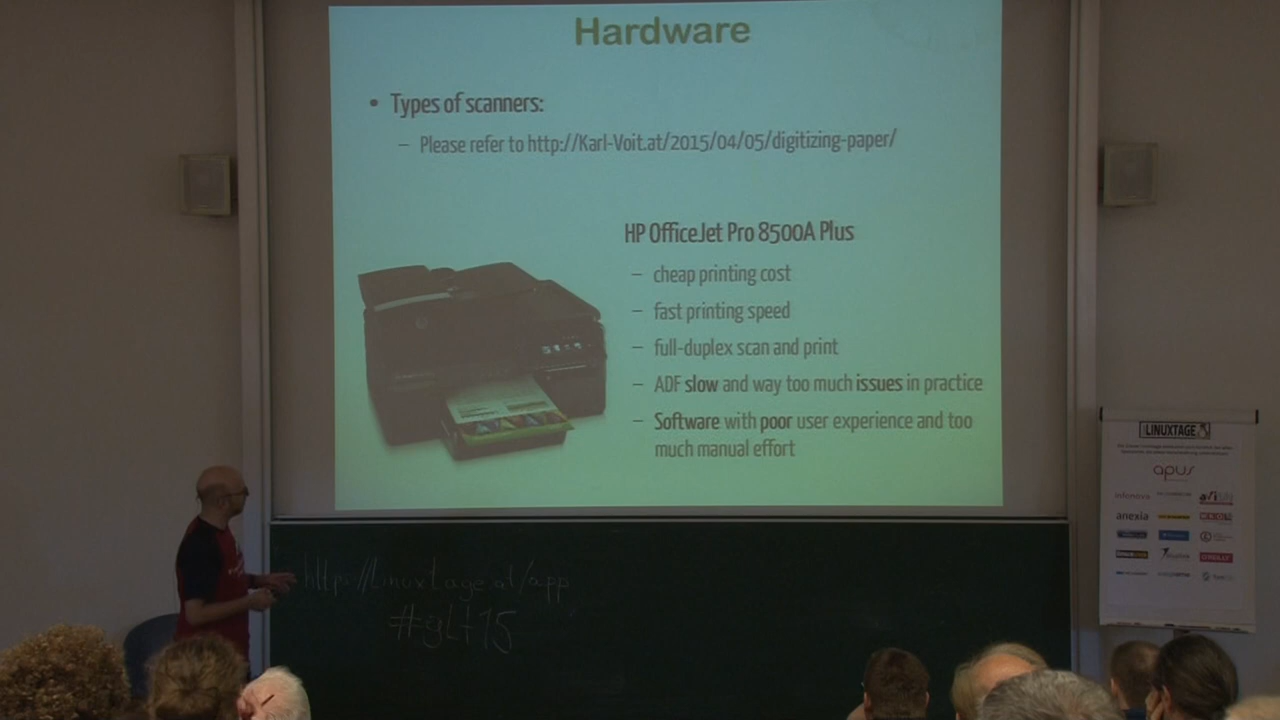 Hardware
• Types of scanners:
– Please refer to http://Karl-Voit.at/2015/04/05/digitizing-paper/
HP OfficeJet Pro 8500A Plus
– cheap printing cost
– fast printing speed
– full-duplex scan and print
– ADF slow and way too much issues in practice
– Software with poor user experience and too
much manual effort
LINUXTAGE
apus
infonova
anexia
O'REILLY
https://linuxtage.at/app
#glt15